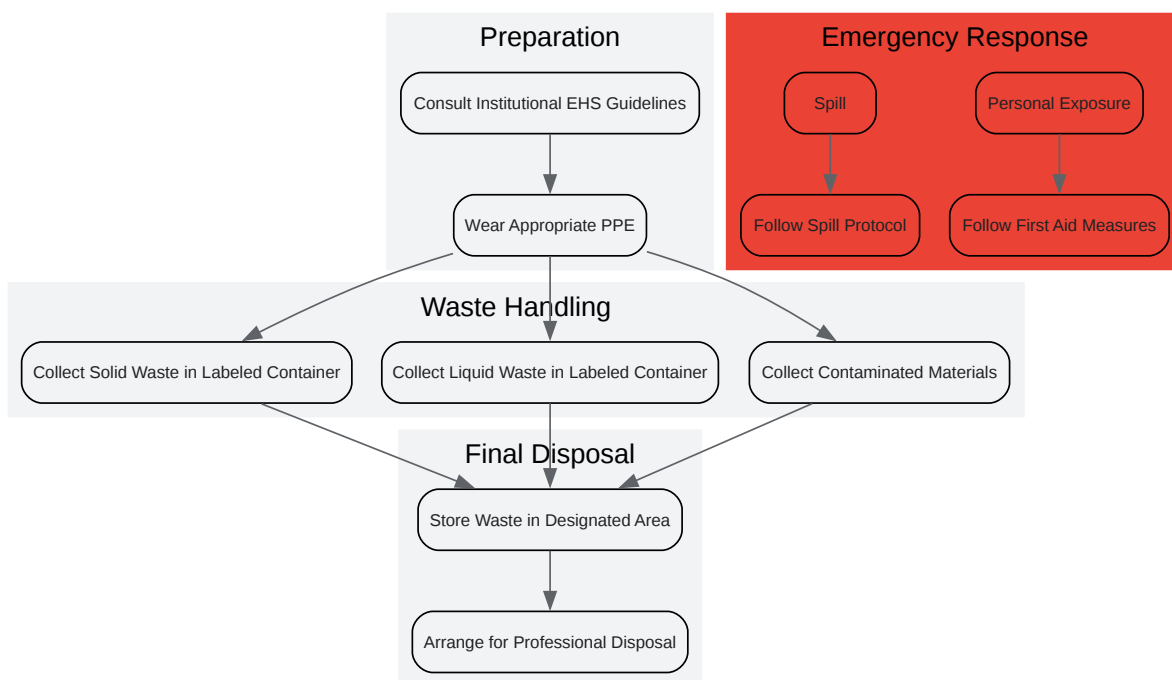 Preparation
Emergency Response
Consult Institutional EHS Guidelines
Spill
Personal Exposure
Wear Appropriate PPE
Follow Spill Protocol
Follow First Aid Measures
Waste Handling
Collect Solid Waste in Labeled Container
Collect Liquid Waste in Labeled Container
Collect Contaminated Materials
Final Disposal
Store Waste in Designated Area
Arrange for Professional Disposal